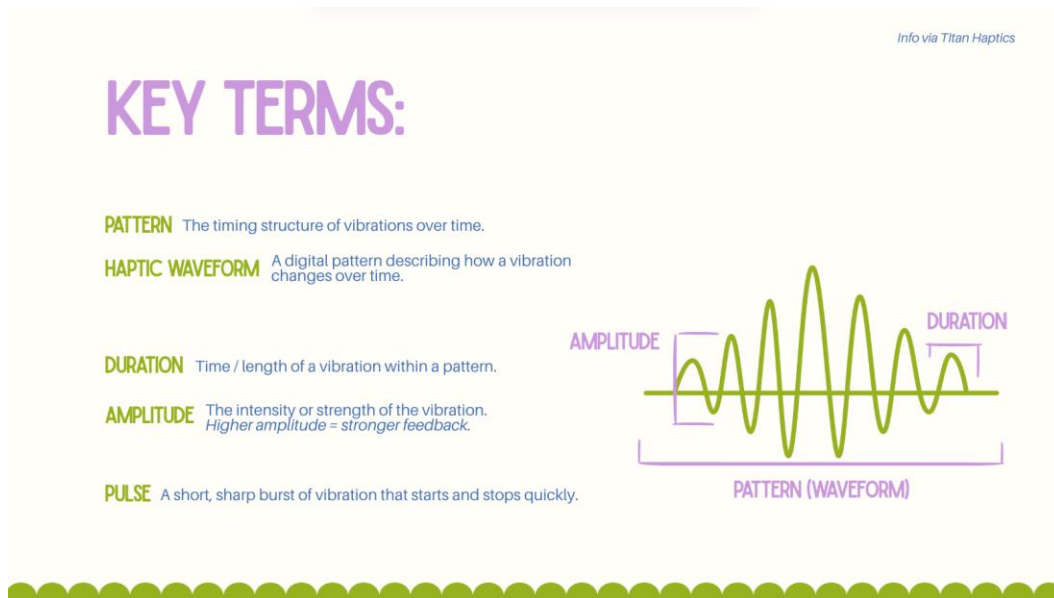 Info via TItan Haptics
KEY TERMS:
PATTERN The timing structure of vibrations over time.
HAPTIC WAVEFORM A digital pattern describing how a vibration
changes over time.
DURATION Time / length of a vibration within a pattern.
AMPLITUDE The intensity or strength of the vibration.
Higher amplitude = stronger feedback.
PULSE A short, sharp burst of vibration that starts and stops quickly.
AMPLITUDE
DURATION
PATTERN (WAVEFORM)